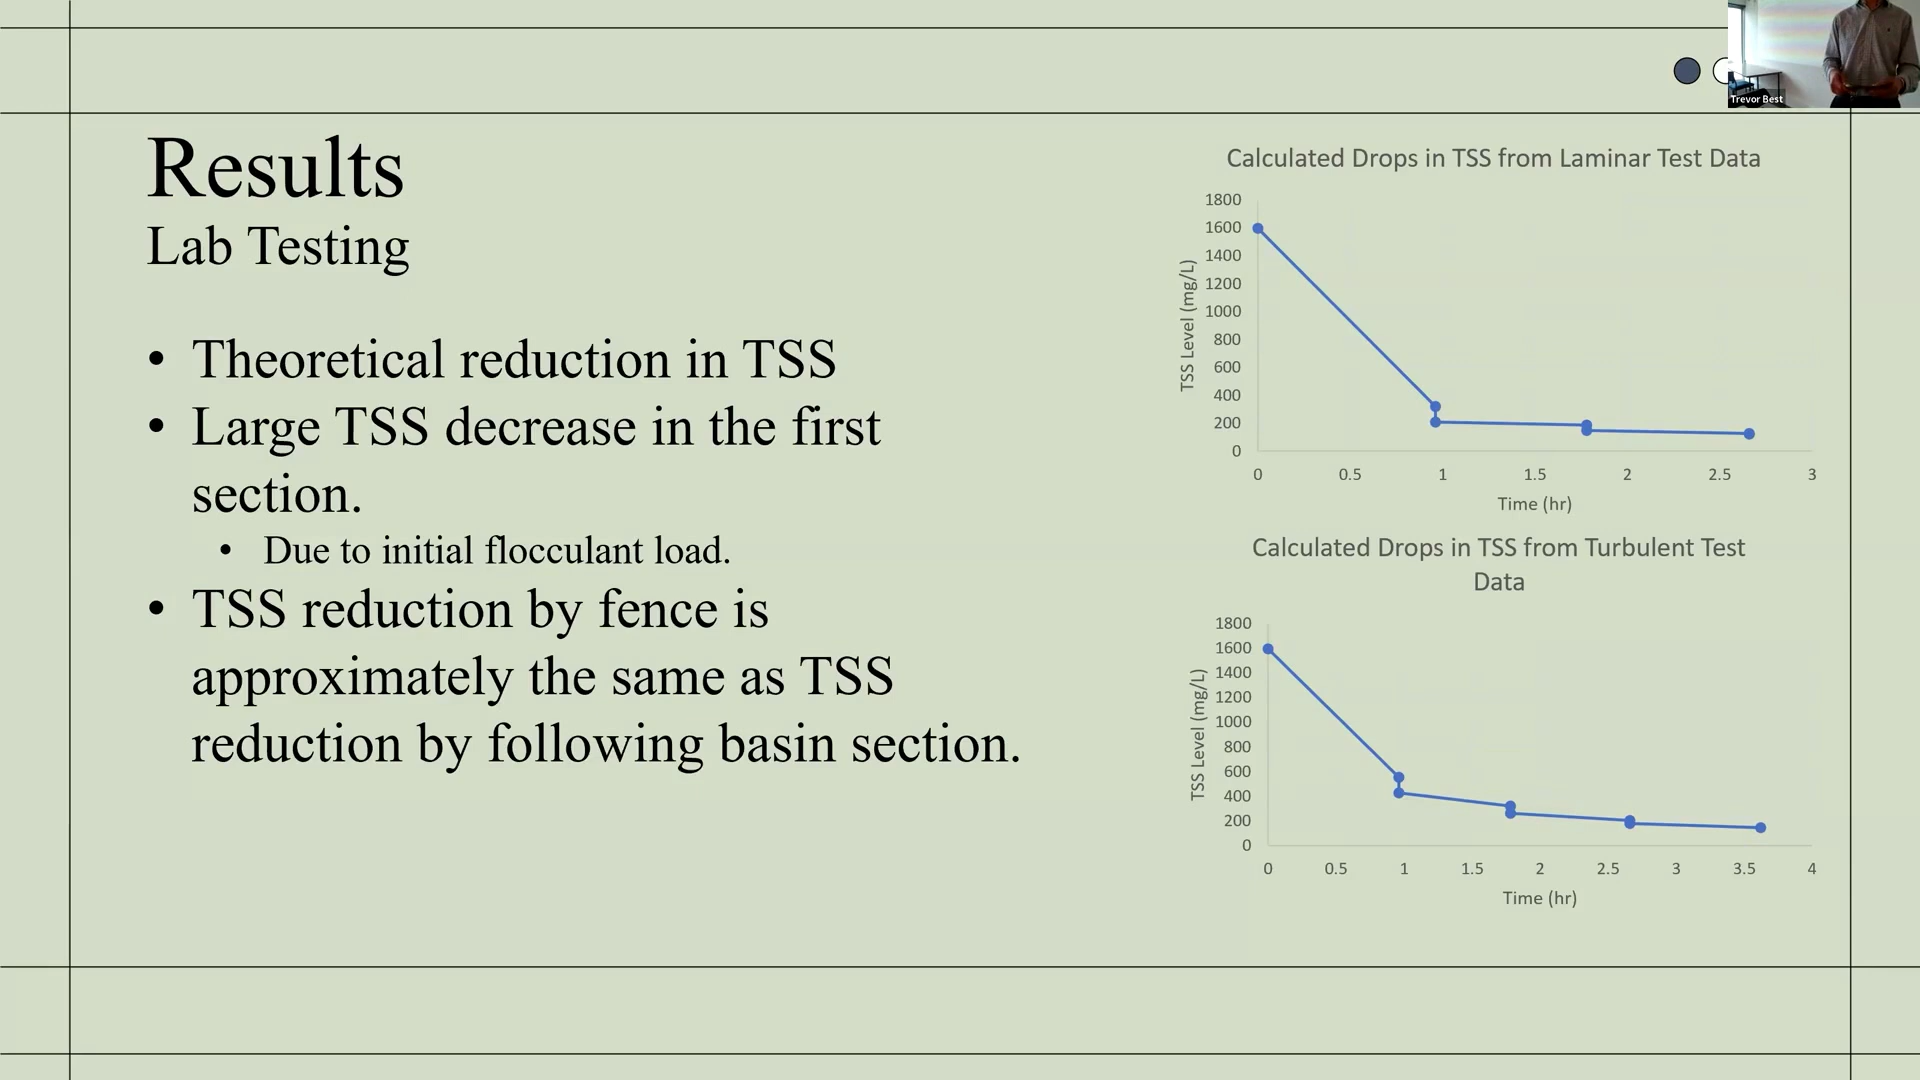 Trevor Best
Results
Lab Testing
• Theoretical reduction in TSS
• Large TSS decrease in the first
section.
• Due to initial flocculant load.
• TSS reduction by fence is
approximately the same as TSS
reduction by following basin section.
Calculated Drops in TSS from Laminar Test Data
TSS Level (mg/L)
1800
1600
1400
1200
1000
800
600
400
200
0
0 0.5 1 1.5 2 2.5 3
Time (hr)
Calculated Drops in TSS from Turbulent Test
Data
TSS Level (mg/L)
1800
1600
1400
1200
1000
800
600
400
200
0
0 0.5 1 1.5 2 2.5 3 3.5 4
Time (hr)